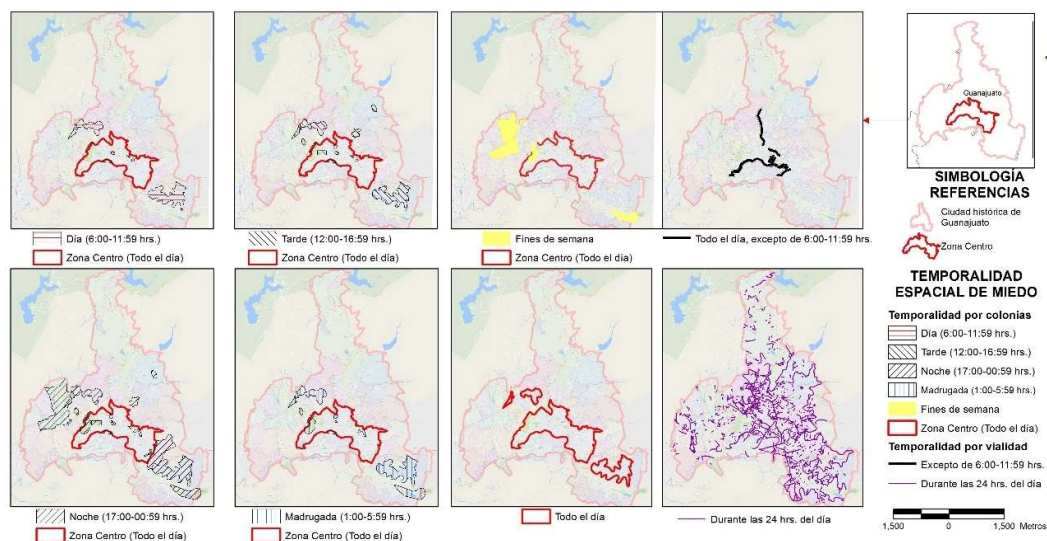 Día (6:00-11:59 hrs.)
Zona Centro (Todo el día)
Tarde (12:00-16:59 hrs.)
Zona Centro (Todo el día)
Fines de semana
Zona Centro (Todo el día)
Todo el día, excepto de 6:00-11:59 hrs.
Noche (17:00-00:59 hrs.)
Zona Centro (Todo el día)
Madrugada (1:00-5:59 hrs.)
Zona Centro (Todo el día)
Todo el día
Durante las 24 hrs. del día
Guanajuato
SIMBOLOGÍA
REFERENCIAS
Ciudad histórica de
Guanajuato
Zona Centro
TEMPORALIDAD
ESPACIAL DE MIEDO
Temporalidad por colonias
Día (6:00-11:59 hrs.)
Tarde (12:00-16:59 hrs.)
Noche (17:00-00:59 hrs.)
Madrugada (1:00-5:59 hrs.)
Fines de semana
Zona Centro (Todo el día)
Temporalidad por vialidad
Excepto de 6:00-11:59 hrs.
Durante las 24 hrs. del día
1,500 0 1,500 Metros